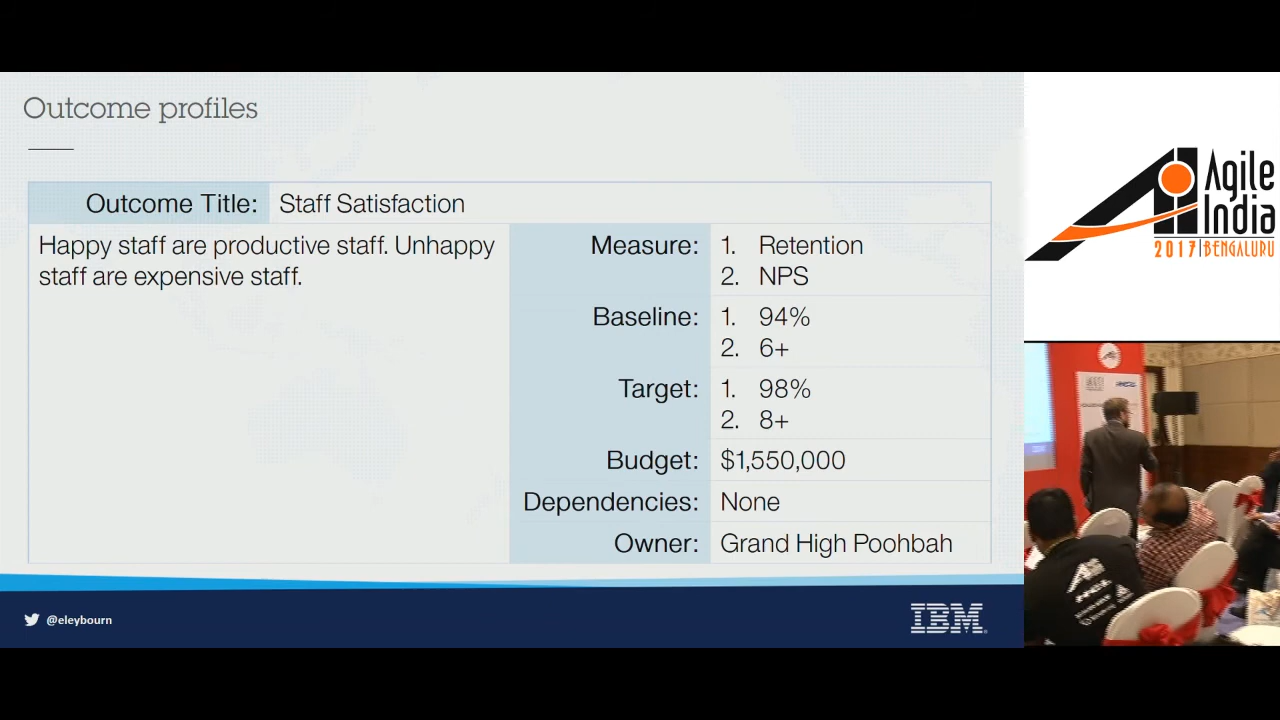 Outcome profiles
Outcome Title: Staff Satisfaction
Happy staff are productive staff. Unhappy
staff are expensive staff.
Measure: 1. Retention
2. NPS
Baseline: 1. 94%
2. 6+
Target: 1. 98%
2. 8+
Budget: $1,550,000
Dependencies: None
Owner: Grand High Poohbah
@eleybourn
IBM
Agile
India
2017 | BENGALURU